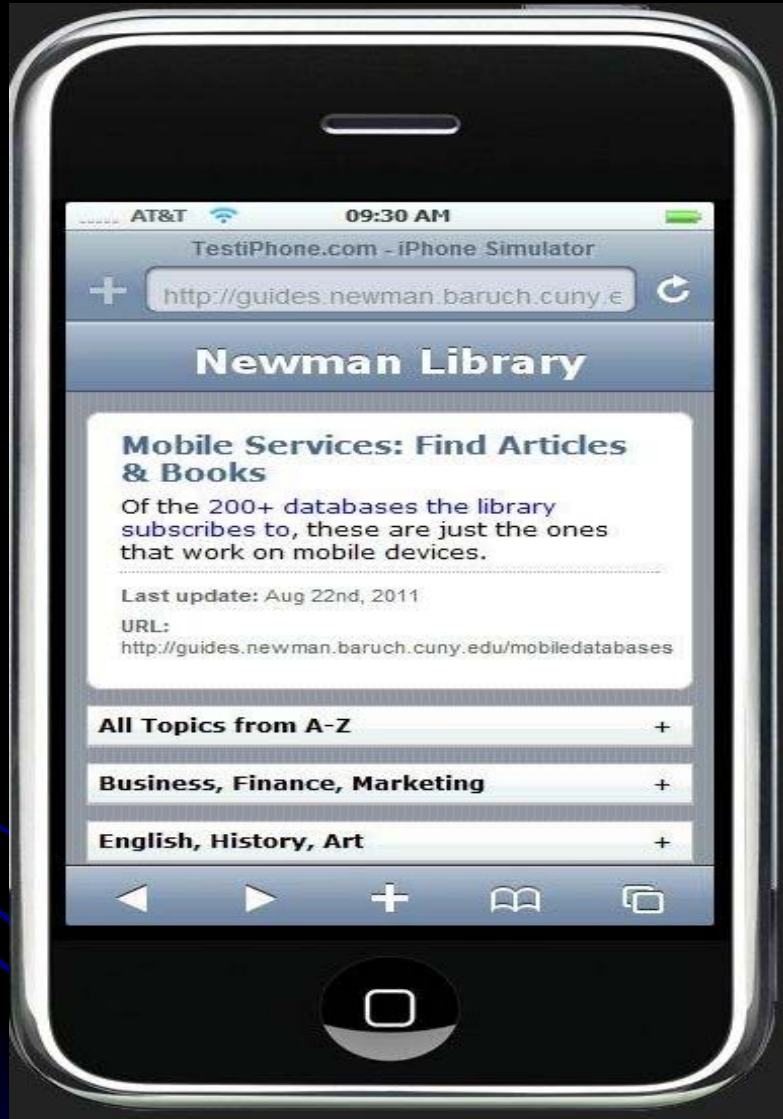 AT&T 09:30 AM
TestiPhone.com - iPhone Simulator
http://guides.newman.baruch.cuny.e
Newman Library
Mobile Services: Find Articles
& Books
Of the 200+ databases the library
subscribes to, these are just the ones
that work on mobile devices.
Last update: Aug 22nd, 2011
URL:
http://guides.newman.baruch.cuny.edu/mobiledatabases
All Topics from A-Z +
Business, Finance, Marketing +
English, History, Art +